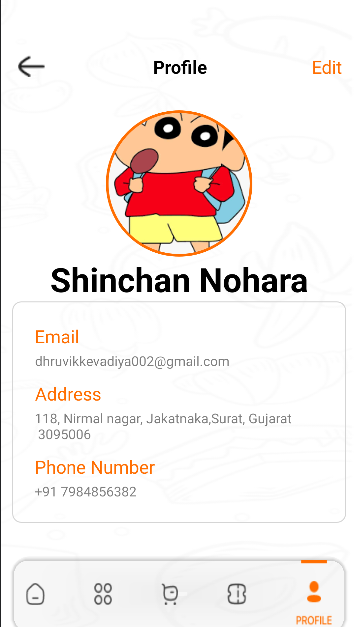 Profile
Edit
Shinchan Nohara
Email
dhruvikkevadiya002@gmail.com
Address
118, Nirmal nagar, Jakatnaka,Surat, Gujarat
3095006
Phone Number
+91 7984856382
PROFILE